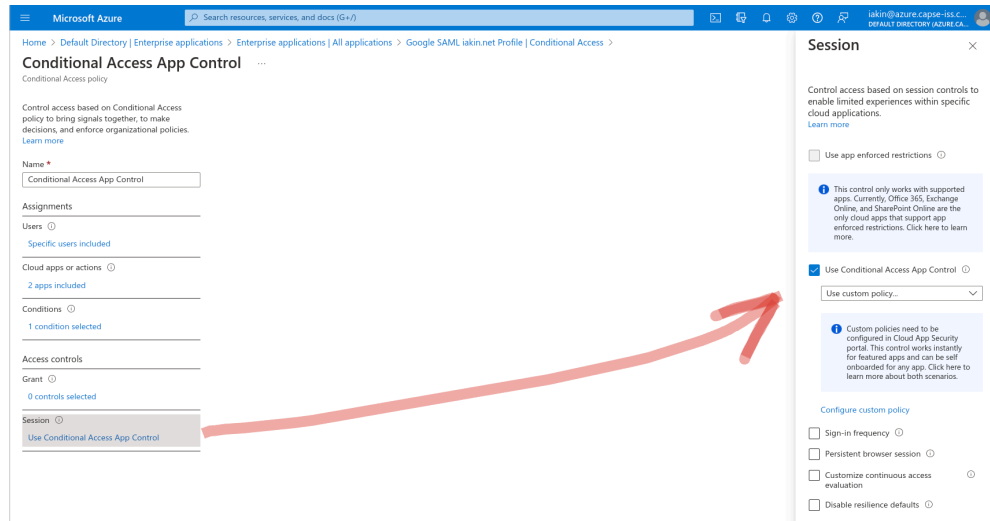 Microsoft Azure
Search resources, services, and docs (G+/)
iakin@azure.capse-iss.c...
DEFAULT DIRECTORY (AZURE.CA...
Home > Default Directory | Enterprise applications > Enterprise applications | All applications > Google SAML iakin.net Profile | Conditional Access >
Conditional Access App Control ...
Conditional Access policy
Control access based on Conditional Access
policy to bring signals together, to make
decisions, and enforce organizational policies.
Learn more
Name *
Conditional Access App Control
Assignments
Users
Specific users included
Cloud apps or actions
2 apps included
Conditions
1 condition selected
Access controls
Grant
0 controls selected
Session
Use Conditional Access App Control
Session
Control access based on session controls to
enable limited experiences within specific
cloud applications.
Learn more
Use app enforced restrictions
This control only works with supported
apps. Currently, Office 365, Exchange
Online, and SharePoint Online are the
only cloud apps that support app
enforced restrictions. Click here to learn
more.
Use Conditional Access App Control
Use custom policy...
Custom policies need to be
configured in Cloud App Security
portal. This control works instantly
for featured apps and can be self
onboarded for any app. Click here to
learn more about both scenarios.
Configure custom policy
Sign-in frequency
Persistent browser session
Customize continuous access
evaluation
Disable resilience defaults